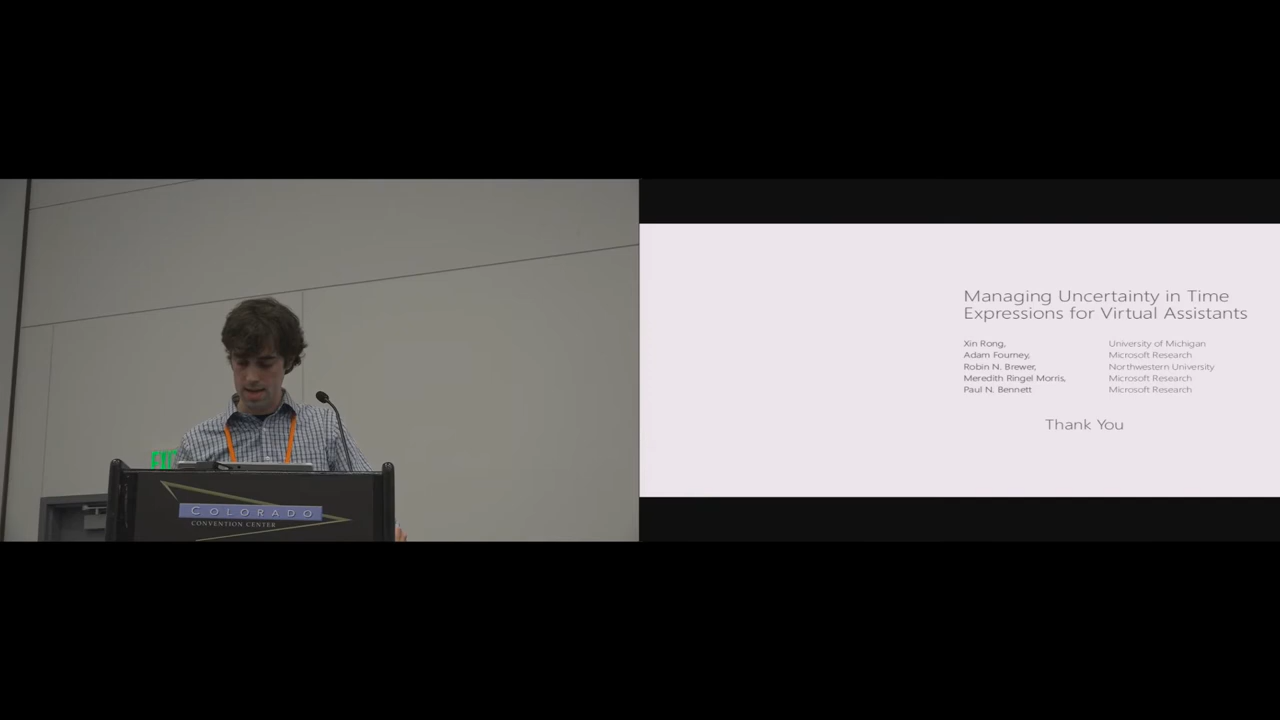 COLORADO
CONVENTION CENTER
Managing Uncertainty in Time
Expressions for Virtual Assistants
Xin Rong, University of Michigan
Adam Fourney, Microsoft Research
Robin N. Brewer, Northwestern University
Meredith Ringel Morris, Microsoft Research
Paul N. Bennett Microsoft Research
Thank You